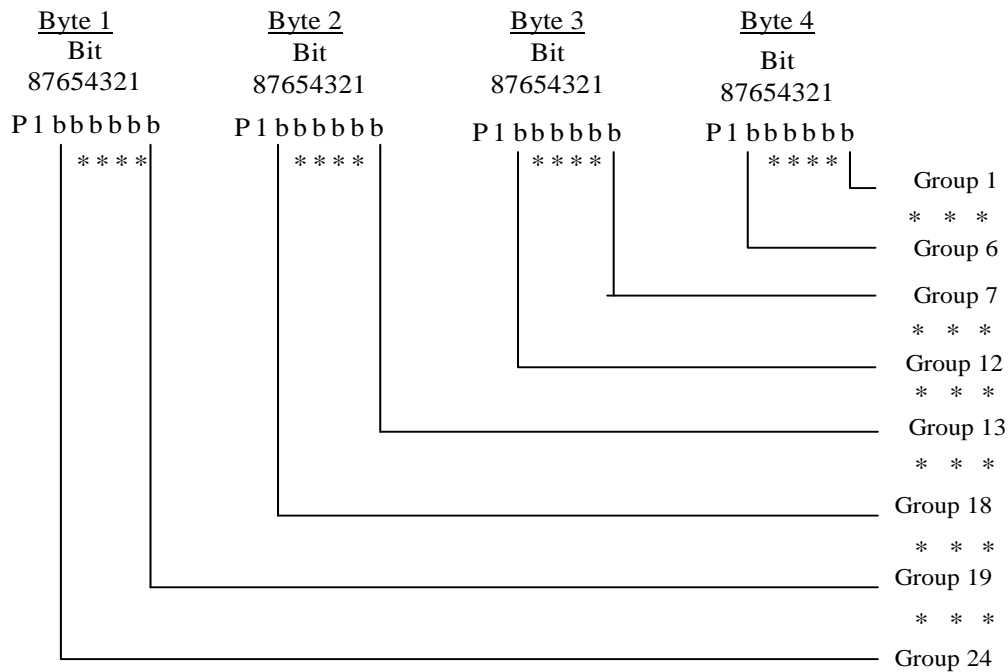 Byte 1 Byte 2 Byte 3 Byte 4
Bit Bit Bit Bit
87654321 87654321 87654321 87654321
P 1 b b b b b b P 1 b b b b b b P 1 b b b b b b P 1 b b b b b b
* * * * * * * * * * * * * * * *
Group 1
* * *
Group 6
Group 7
* * *
Group 12
* * *
Group 13
* * *
Group 18
* * *
Group 19
* * *
Group 24